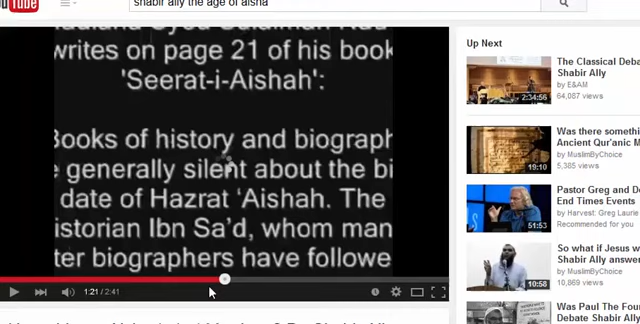 shabir ally the age of aisha
writes on page 21 of his book
'Seerat-i-Aishah':
Books of history and biograph
generally silent about the bi
date of Hazrat 'Aishah. The
istorian Ibn Sa'd, whom man
ter biographers have followe
1:21 / 2:41
Up Next
The Classical Deba
Shabir Ally
by E&AM
64,087 views
2:34:56
Was there somethi
Ancient Qur'anic M
by MuslimByChoice
5,385 views
19:10
Pastor Greg and D
End Times Events
by Harvest: Greg Laurie
Recommended for you
51:53
So what if Jesus w
Shabir Ally answer
by MuslimByChoice
10,869 views
10:58
Was Paul The Four
Debate Shabir Ally